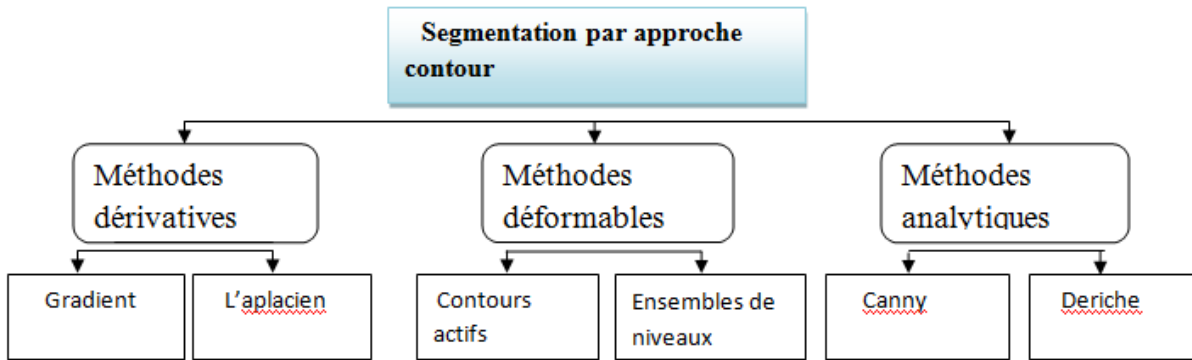 Segmentation par approche
contour
Méthodes
dérivatives
Méthodes
déformables
Méthodes
analytiques
Gradient
L'aplacien
Contours
actifs
Ensembles de
niveaux
Canny
Deriche